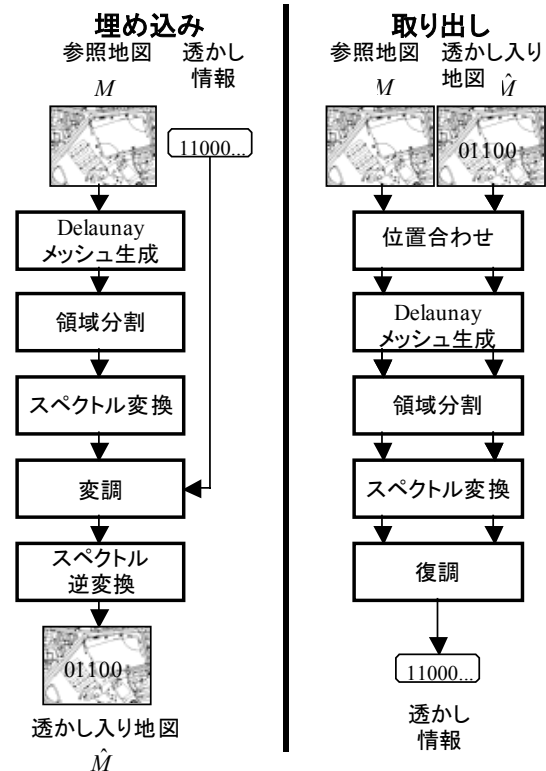 埋め込み
参照地図
M
透かし
情報
11000...
Delaunay
メッシュ生成
領域分割
スペクトル変換
変調
スペクトル
逆変換
01100
透かし入り地図
M̂
取り出し
参照地図
M
透かし入り
地図 M̂
01100
位置合わせ
Delaunay
メッシュ生成
領域分割
スペクトル変換
復調
11000...
透かし
情報